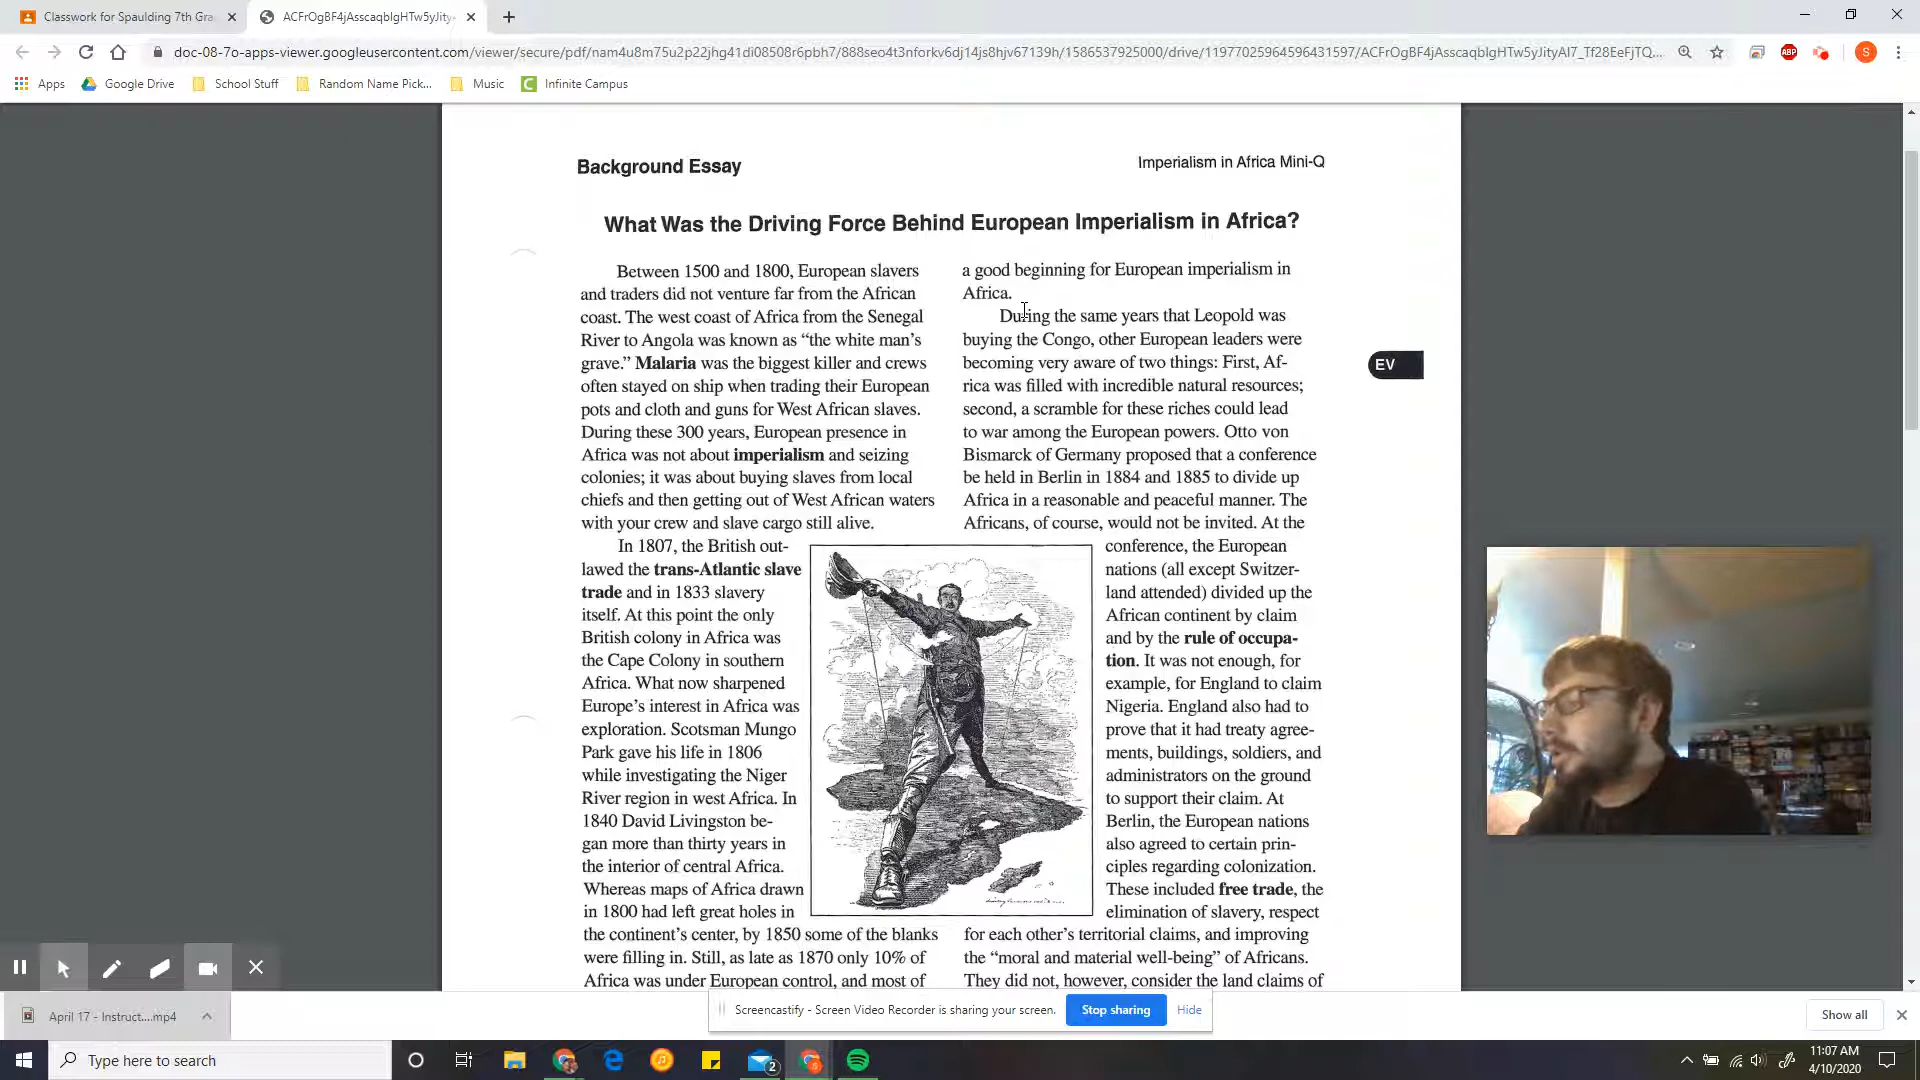 Classwork for Spaulding 7th Gra
ACFrOgBF4jAsscaqbIgHTw5yJity
doc-08-7o-apps-viewer.googleusercontent.com/viewer/secure/pdf/nam4u8m75u2p22jhg41di08508r6pbh7/888seo4t3nforkv6dj14js8hjv67139h/1586537925000/drive/11977025964596431597/ACFrOgBF4jAsscaqbIgHTw5yJityAl7_Tf28EeFjTQ...
ABP
S
Apps
Google Drive
School Stuff
Random Name Pick...
Music
Infinite Campus
Background Essay
Imperialism in Africa Mini-Q
What Was the Driving Force Behind European Imperialism in Africa?
Between 1500 and 1800, European slavers
and traders did not venture far from the African
coast. The west coast of Africa from the Senegal
River to Angola was known as “the white man’s
grave.” Malaria was the biggest killer and crews
often stayed on ship when trading their European
pots and cloth and guns for West African slaves.
During these 300 years, European presence in
Africa was not about imperialism and seizing
colonies; it was about buying slaves from local
chiefs and then getting out of West African waters
with your crew and slave cargo still alive.
In 1807, the British out-
lawed the trans-Atlantic slave
trade and in 1833 slavery
itself. At this point the only
British colony in Africa was
the Cape Colony in southern
Africa. What now sharpened
Europe’s interest in Africa was
exploration. Scotsman Mungo
Park gave his life in 1806
while investigating the Niger
River region in west Africa. In
1840 David Livingston be-
gan more than thirty years in
the interior of central Africa.
Whereas maps of Africa drawn
in 1800 had left great holes in
the continent’s center, by 1850 some of the blanks
were filling in. Still, as late as 1870 only 10% of
Africa was under European control, and most of
a good beginning for European imperialism in
Africa.
During the same years that Leopold was
buying the Congo, other European leaders were
becoming very aware of two things: First, Af-
rica was filled with incredible natural resources;
second, a scramble for these riches could lead
to war among the European powers. Otto von
Bismarck of Germany proposed that a conference
be held in Berlin in 1884 and 1885 to divide up
Africa in a reasonable and peaceful manner. The
Africans, of course, would not be invited. At the
conference, the European
nations (all except Switzer-
land attended) divided up the
African continent by claim
and by the rule of occupa-
tion. It was not enough, for
example, for England to claim
Nigeria. England also had to
prove that it had treaty agree-
ments, buildings, soldiers, and
administrators on the ground
to support their claim. At
Berlin, the European nations
also agreed to certain prin-
ciples regarding colonization.
These included free trade, the
elimination of slavery, respect
for each other’s territorial claims, and improving
the “moral and material well-being” of Africans.
They did not, however, consider the land claims of
EV
Screencastify - Screen Video Recorder is sharing your screen.
Stop sharing
Hide
April 17 - Instruct....mp4
Show all
Type here to search
2
11:07 AM
4/10/2020